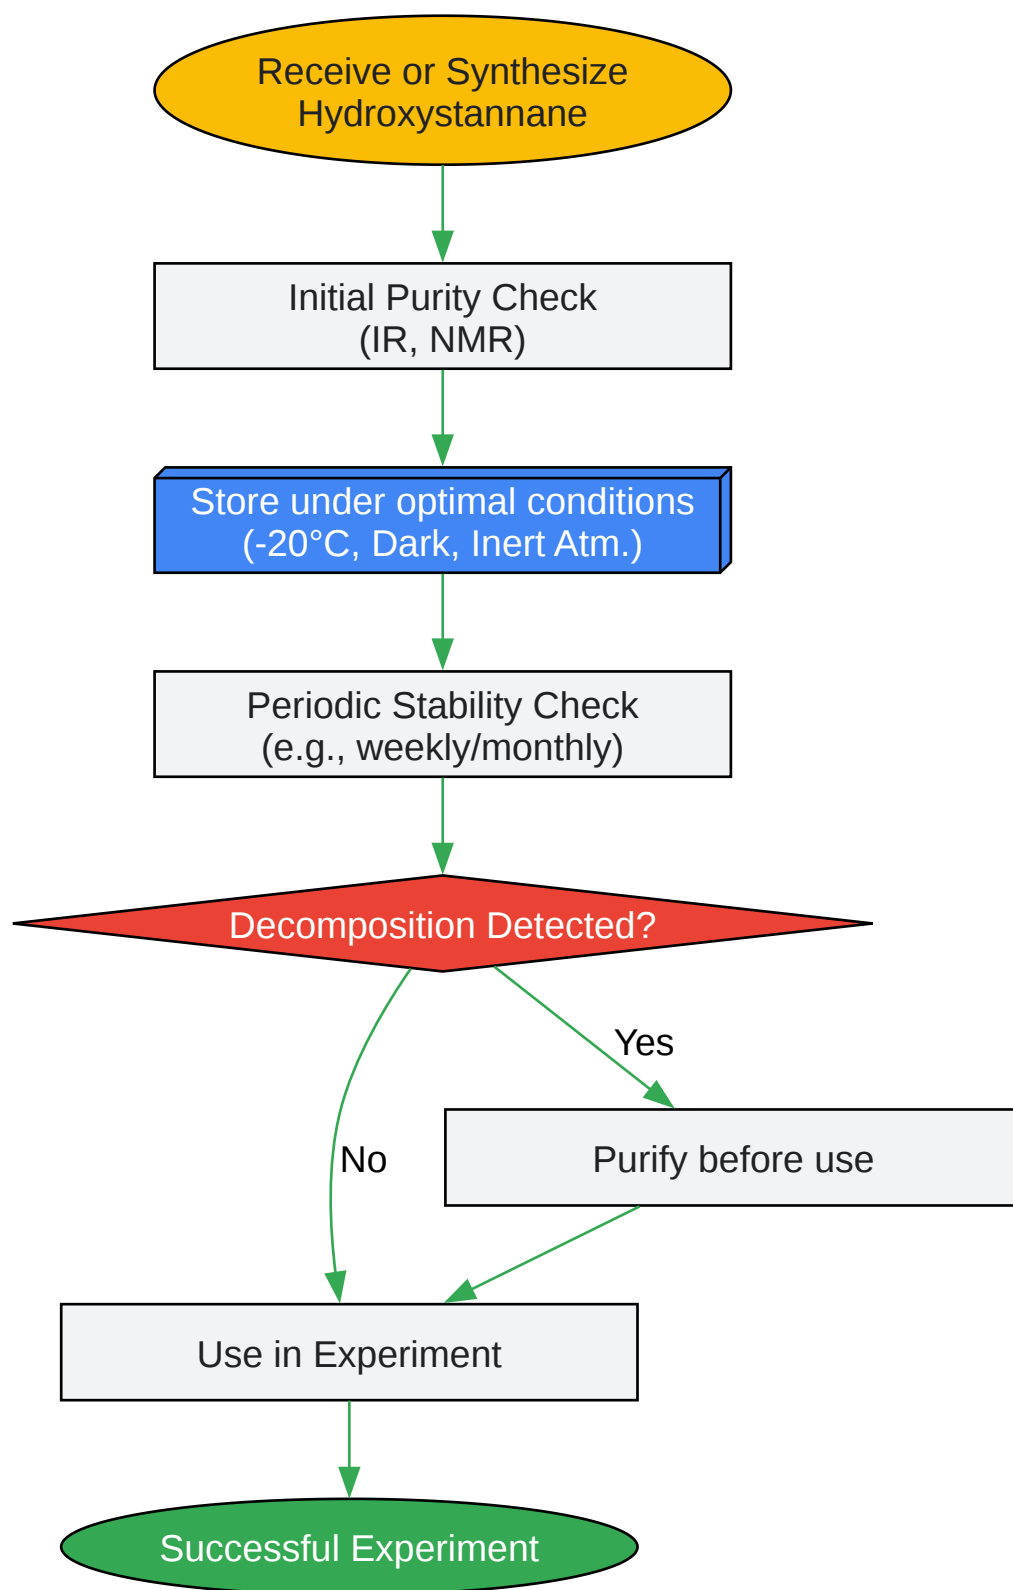 Receive or Synthesize
Hydroxystannane
Initial Purity Check
(IR, NMR)
Store under optimal conditions
(-20°C, Dark, Inert Atm.)
Periodic Stability Check
(e.g., weekly/monthly)
Decomposition Detected?
Yes
No
Purify before use
Use in Experiment
Successful Experiment